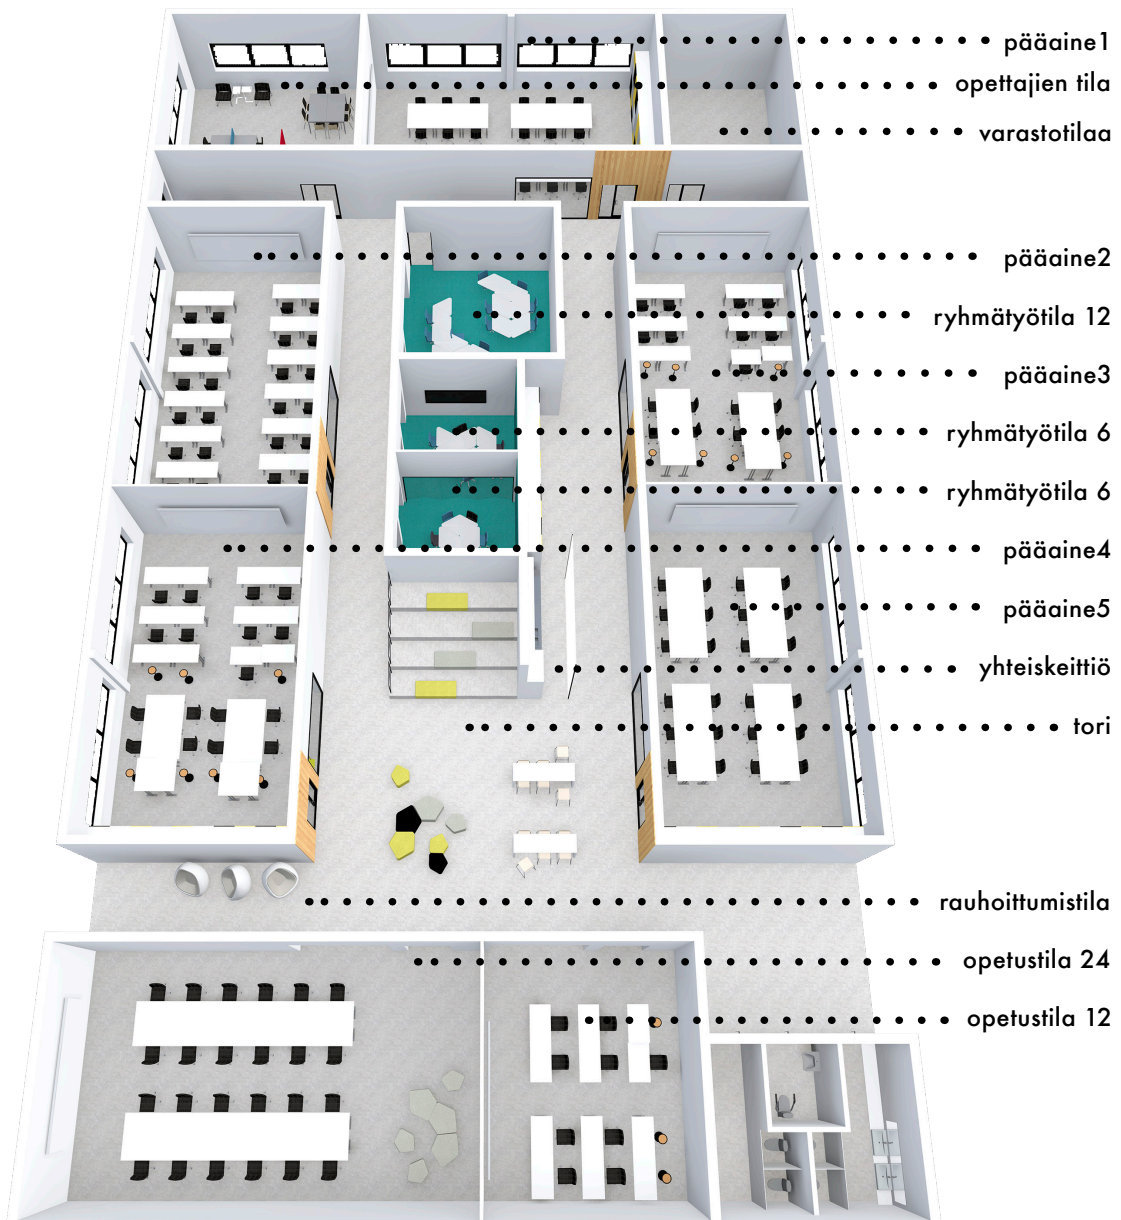 pääaine1
opettajien tila
varastotilaa
pääaine2
ryhmätyötila 12
pääaine3
ryhmätyötila 6
ryhmätyötila 6
pääaine4
pääaine5
yhteiskeittiö
tori
rauhoittumistila
opetustila 24
opetustila 12